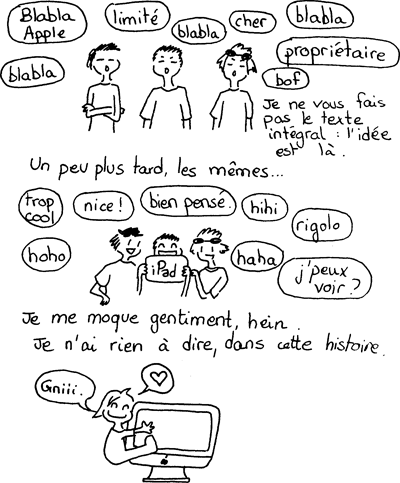 Blabla
Apple
limité
blabla
cher
blabla
blabla
propriétaire
bof
Je ne vous fais
pas le texte
intégral : l'idée
est là.
Un peu plus tard, les mêmes...
trop
cool
nice !
bien pensé.
hihi
rigolo
hoho
iPad
haha
j'peux
voir ?
Je me moque gentiment, hein.
Je n'ai rien à dire, dans cette histoire.
Gniii.